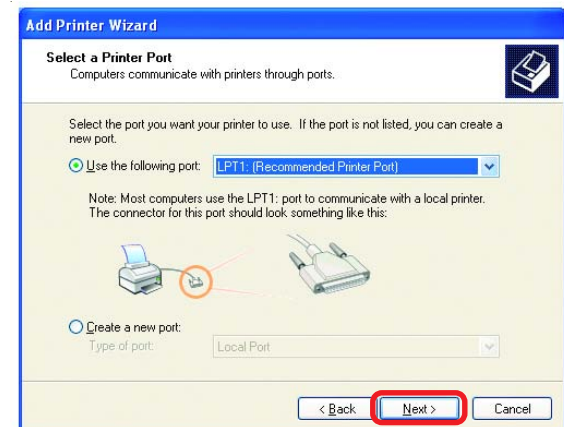 Add Printer Wizard
Select a Printer Port
Computers communicate with printers through ports.
Select the port you want your printer to use. If the port is not listed, you can create a
new port.
Use the following port: LPT1: (Recommended Printer Port)
Note: Most computers use the LPT1: port to communicate with a local printer.
The connector for this port should look something like this:
Create a new port:
Type of port: Local Port
< Back Next > Cancel